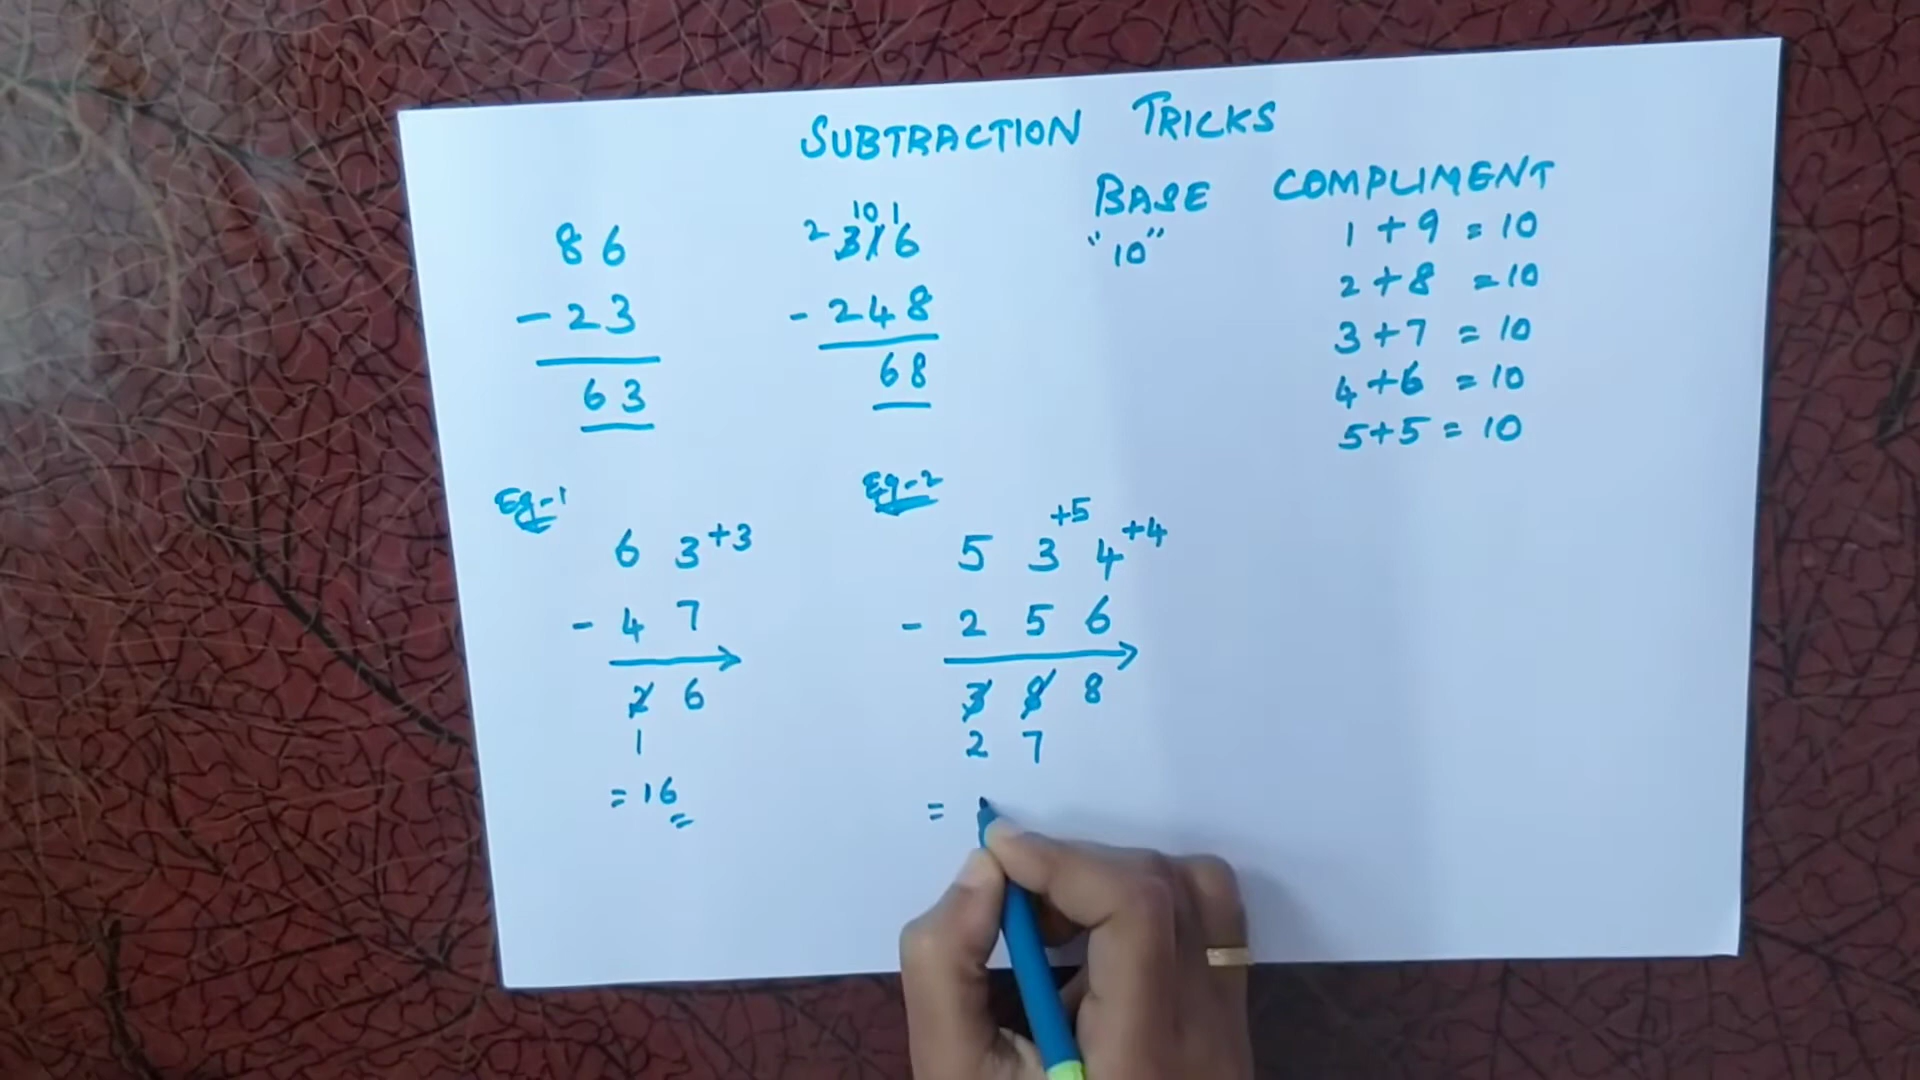 SUBTRACTION TRICKS
86
- 23
63
10 1
2 316
- 248
68
BASE COMPLIMENT
"10"
1 + 9 = 10
2 + 8 = 10
3 + 7 = 10
4 + 6 = 10
5 + 5 = 10
Eg-1
6 3 +3
- 4 7
2 6
1
= 16
Eg-2
+5
5 3 4 +4
- 2 5 6
3 8 8
2 7
=